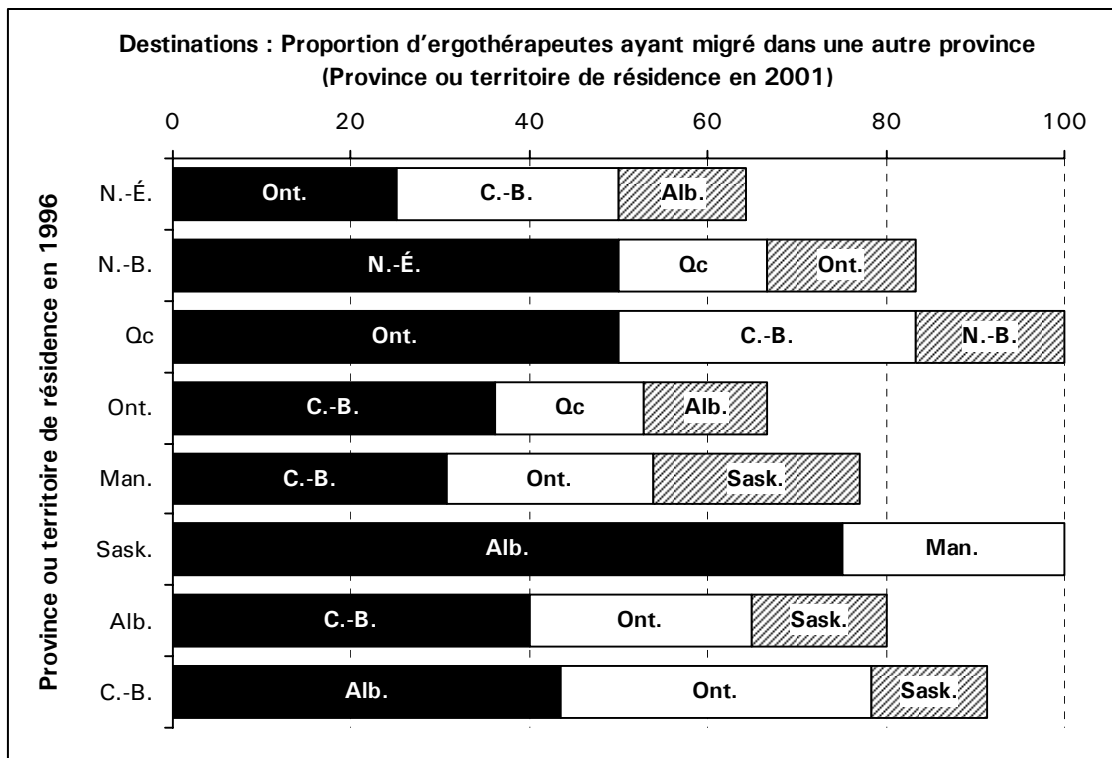 Destinations : Proportion d'ergothérapeutes ayant migré dans une autre province
(Province ou territoire de résidence en 2001)
0 20 40 60 80 100
Province ou territoire de résidence en 1996
N.-É. Ont. C.-B. Alb.
N.-B. N.-É. Qc Ont.
Qc Ont. C.-B. N.-B.
Ont. C.-B. Qc Alb.
Man. C.-B. Ont. Sask.
Sask. Alb. Man.
Alb. C.-B. Ont. Sask.
C.-B. Alb. Ont. Sask.